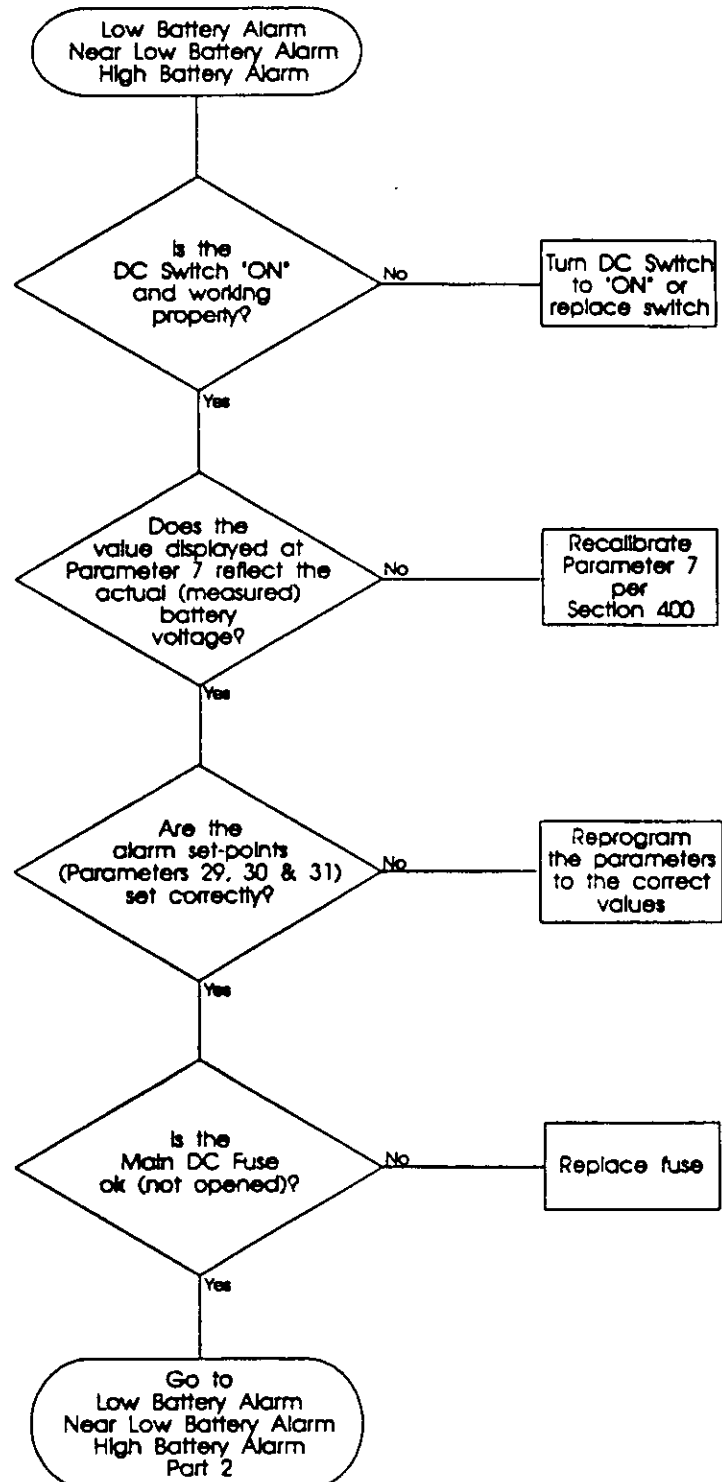 Low Battery Alarm
Near Low Battery Alarm
High Battery Alarm
Is the
DC Switch "ON"
and working
property?
No
Turn DC Switch
to "ON" or
replace switch
Yes
Does the
value displayed at
Parameter 7 reflect the
actual (measured)
battery
voltage?
No
Recalibrate
Parameter 7
per
Section 400
Yes
Are the
alarm set-points
(Parameters 29, 30 & 31)
set correctly?
No
Reprogram
the parameters
to the correct
values
Yes
Is the
Main DC Fuse
ok (not opened)?
No
Replace fuse
Yes
Go to
Low Battery Alarm
Near Low Battery Alarm
High Battery Alarm
Part 2